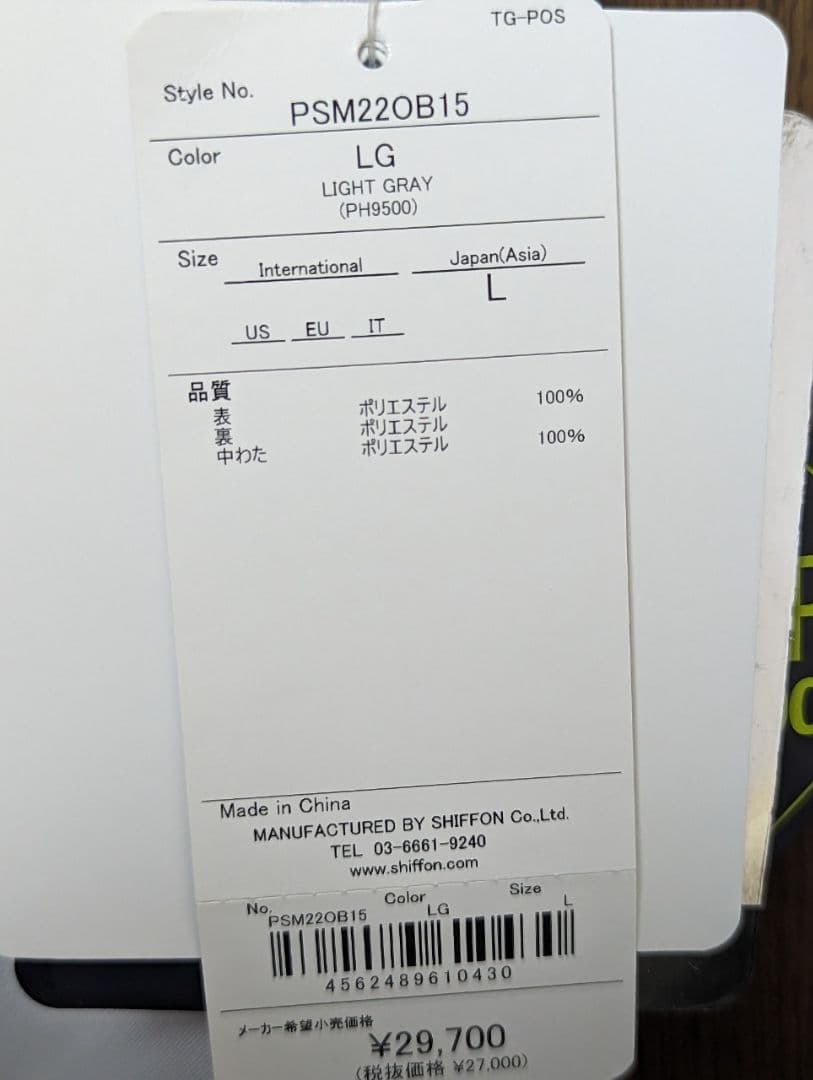 TG-POS
Style No.
PSM22OB15
Color
LG
LIGHT GRAY
(PH9500)
Size
International
Japan(Asia)
L
US EU IT
品質
表 ポリエステル 100%
裏 ポリエステル
中わた ポリエステル 100%
Made in China
MANUFACTURED BY SHIFFON Co.,Ltd.
TEL 03-6661-9240
www.shiffon.com
No. Color Size
PSM22OB15 LG L
4562489610430
メーカー希望小売価格
¥29,700
(税抜価格 ¥27,000)